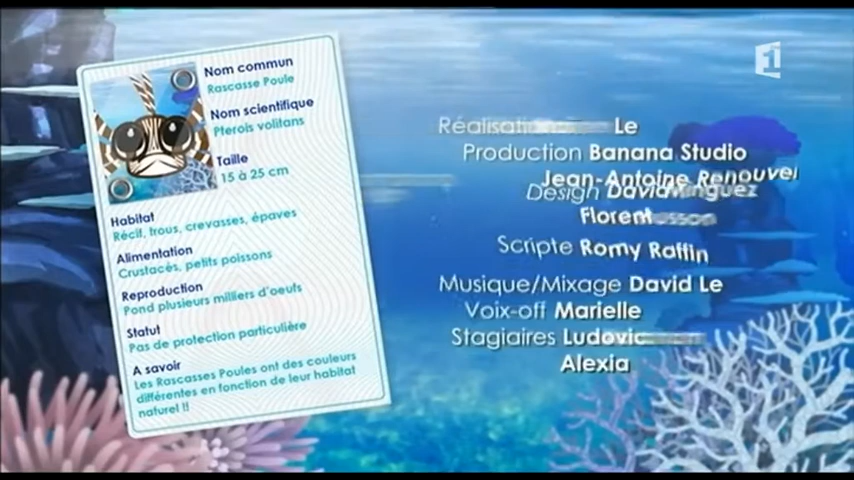 Nom commun
Rascasse Poule
Nom scientifique
Pterois volitans
Taille
15 à 25 cm
Habitat
Récif, trous, crevasses, épaves
Alimentation
Crustacés, petits poissons
Reproduction
Pond plusieurs milliers d'oeufs
Statut
Pas de protection particulière
A savoir
Les Rascasses Poules ont des couleurs
différentes en fonction de leur habitat
naturel !!
1
Le
Production Banana Studio
Jean-Antoine Renouvel
Design David
Florent
Scripte Romy Raffin
Musique/Mixage David Le
Voix-off Marielle
Stagiaires Ludovic
Alexia